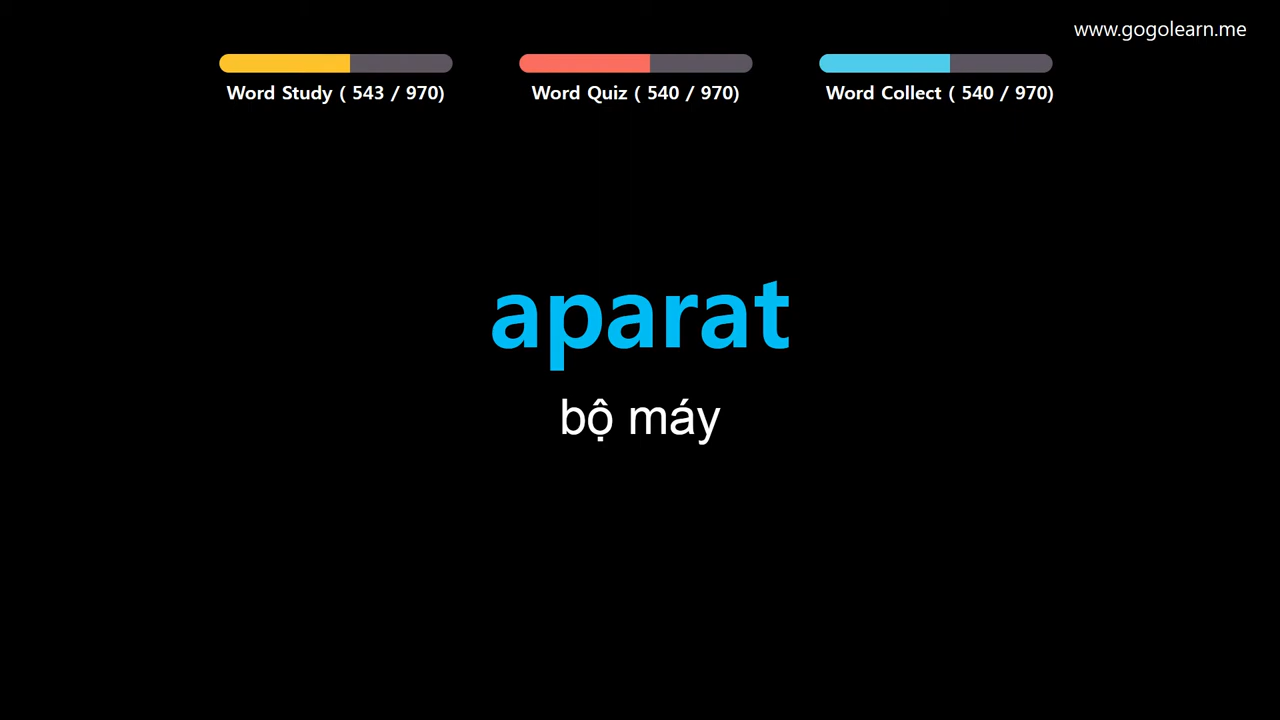 www.gogolearn.me
Word Study ( 543 / 970)
Word Quiz ( 540 / 970)
Word Collect ( 540 / 970)
aparat
bộ máy